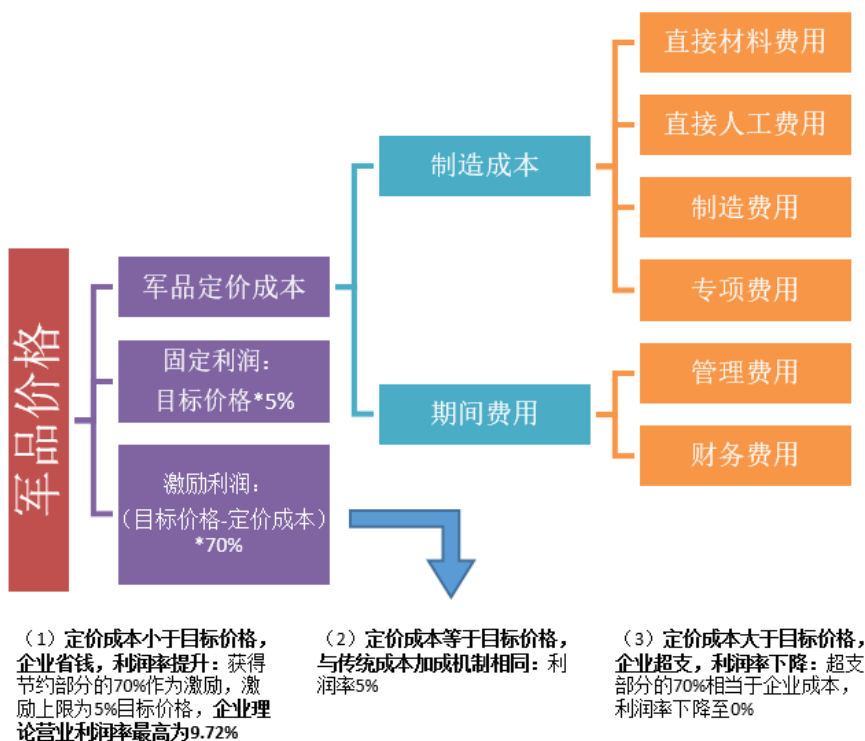 军品价格
军品定价成本
固定利润：
目标价格*5%
激励利润：
（目标价格-定价成本）
*70%
制造成本
期间费用
直接材料费用
直接人工费用
制造费用
专项费用
管理费用
财务费用
（1）定价成本小于目标价格，
企业省钱，利润率提升：获得
节约部分的70%作为激励，激
励上限为5%目标价格，企业理
论营业利润率最高为9.72%
（2）定价成本等于目标价格，
与传统成本加成机制相同：利
润率5%
（3）定价成本大于目标价格，
企业超支，利润率下降：超支
部分的70%相当于企业成本，
利润率下降至0%